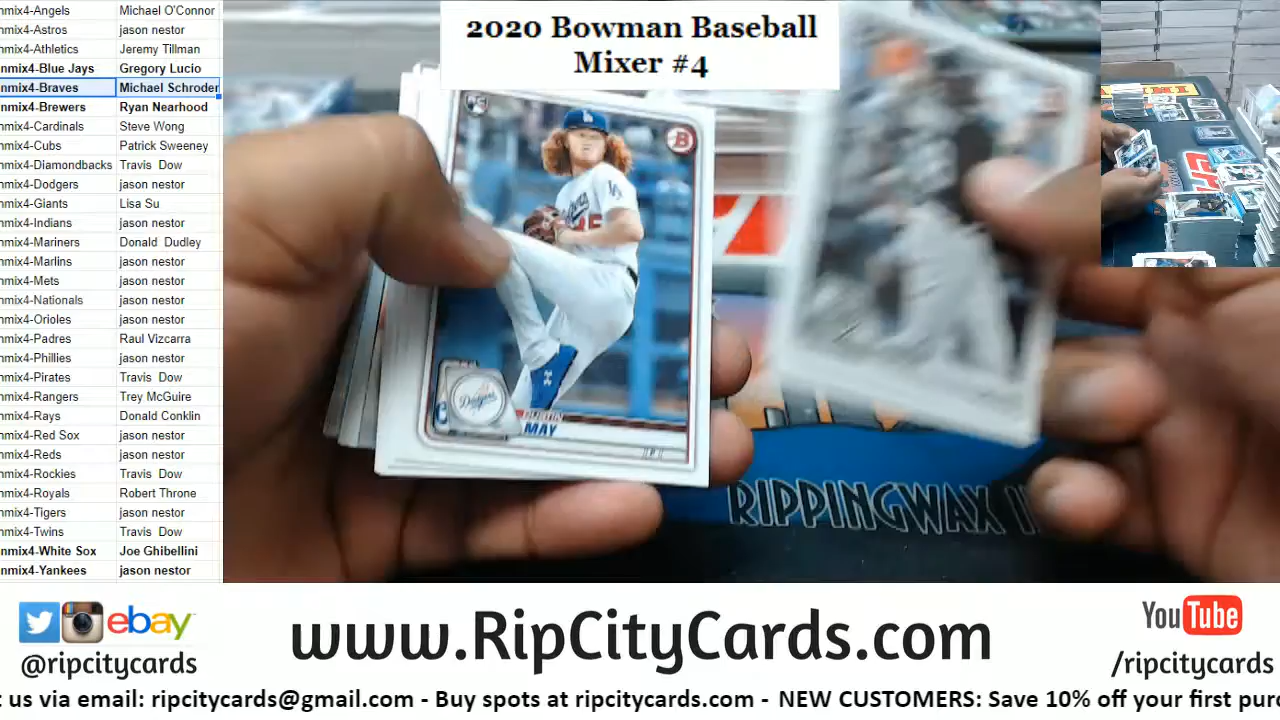 nmix4-Angels Michael O'Connor
nmix4-Astros jason nestor
nmix4-Athletics Jeremy Tillman
nmix4-Blue Jays Gregory Lucio
nmix4-Braves Michael Schroder
nmix4-Brewers Ryan Nearhood
nmix4-Cardinals Steve Wong
nmix4-Cubs Patrick Sweeney
nmix4-Diamondbacks Travis Dow
nmix4-Dodgers jason nestor
nmix4-Giants Lisa Su
nmix4-Indians jason nestor
nmix4-Mariners Donald Dudley
nmix4-Marlins jason nestor
nmix4-Mets jason nestor
nmix4-Nationals jason nestor
nmix4-Orioles jason nestor
nmix4-Padres Raul Vizcarra
nmix4-Phillies jason nestor
nmix4-Pirates Travis Dow
nmix4-Rangers Trey McGuire
nmix4-Rays Donald Conklin
nmix4-Red Sox jason nestor
nmix4-Reds jason nestor
nmix4-Rockies Travis Dow
nmix4-Royals Robert Throne
nmix4-Tigers jason nestor
nmix4-Twins Travis Dow
nmix4-White Sox Joe Ghibellini
nmix4-Yankees jason nestor
2020 Bowman Baseball
Mixer #4
B
LA
Dodgers
DUSTIN
MAY
RIPPINGWAX
ebay
@ripcitycards
www.RipCityCards.com
YouTube
/ripcitycards
t us via email: ripcitycards@gmail.com - Buy spots at ripcitycards.com - NEW CUSTOMERS: Save 10% off your first purc